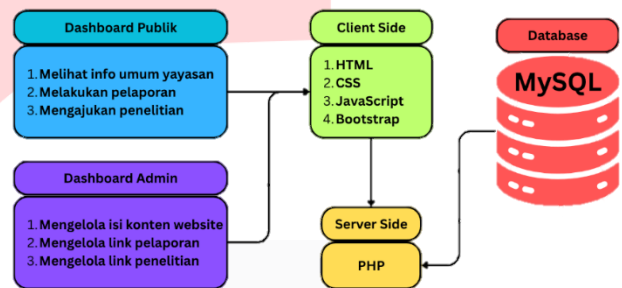 Dashboard Publik
1. Melihat info umum yayasan
2. Melakukan pelaporan
3. Mengajukan penelitian
Dashboard Admin
1. Mengelola isi konten website
2. Mengelola link pelaporan
3. Mengelola link penelitian
Client Side
1. HTML
2. CSS
3. JavaScript
4. Bootstrap
Server Side
PHP
Database
MySQL